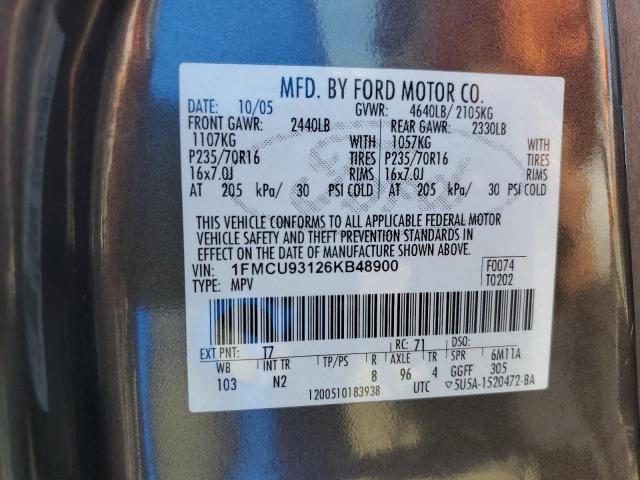 MFD. BY FORD MOTOR CO.
DATE: 10/05 GVWR: 4640LB/ 2105KG
FRONT GAWR: 2440LB REAR GAWR: 2330LB
1107KG WITH 1057KG WITH
P235/70R16 TIRES P235/70R16 TIRES
16x7.0J RIMS 16x7.0J RIMS
AT 205 kPa/ 30 PSI COLD AT 205 kPa/ 30 PSI COLD
THIS VEHICLE CONFORMS TO ALL APPLICABLE FEDERAL MOTOR
VEHICLE SAFETY AND THEFT PREVENTION STANDARDS IN
EFFECT ON THE DATE OF MANUFACTURE SHOWN ABOVE.
VIN: 1FMCU93126KB48900 F0074
TYPE: MPV T0202
EXT PNT: T7 RC: 71 DSO:
WB INT TR TP/PS R AXLE TR SPR 6M11A
103 N2 8 96 4 GGFF 305
1200510183938 UTC ▽5U5A-1520472-BA